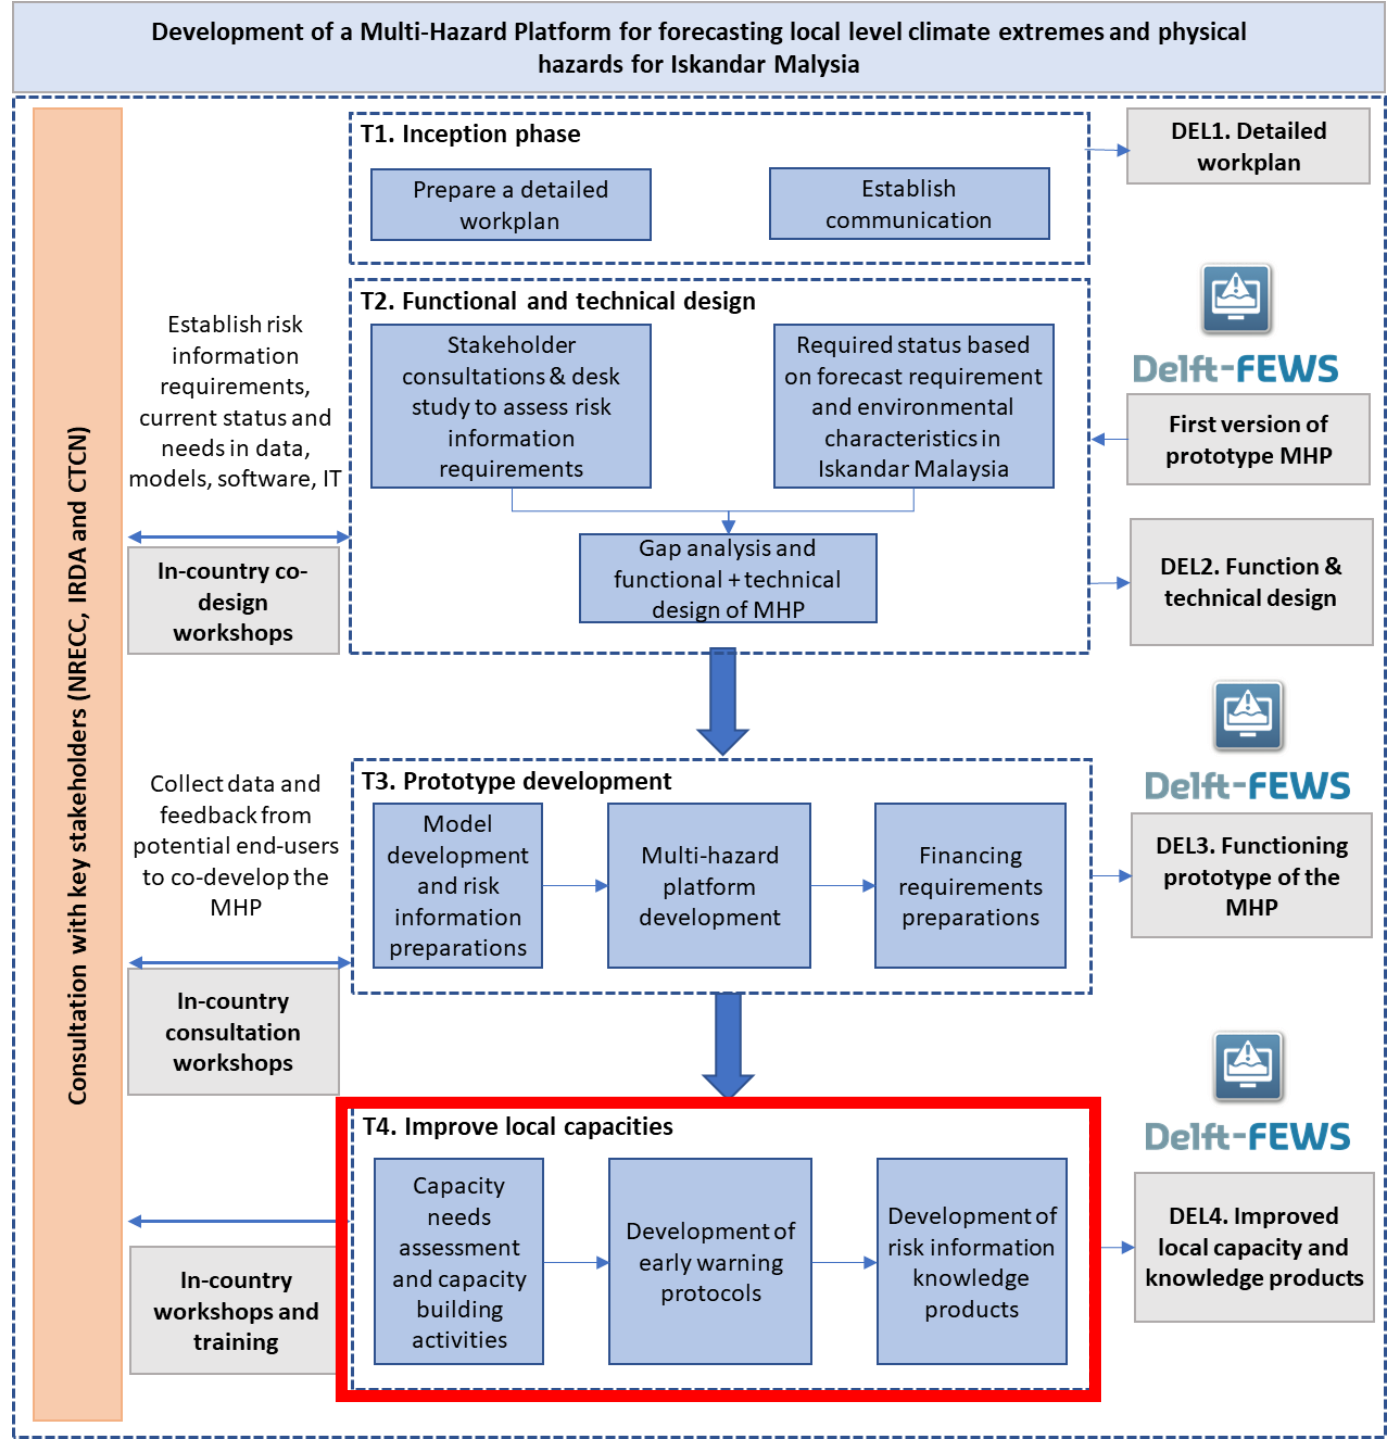 Development of a Multi-Hazard Platform for forecasting local level climate extremes and physical
hazards for Iskandar Malysia
Consultation with key stakeholders (NRECC, IRDA and CTCN)
T1. Inception phase
Prepare a detailed
workplan
Establish
communication
DEL1. Detailed
workplan
Establish risk
information
requirements,
current status and
needs in data,
models, software, IT
In-country co-
design
workshops
T2. Functional and technical design
Stakeholder
consultations & desk
study to assess risk
information
requirements
Required status based
on forecast requirement
and environmental
characteristics in
Iskandar Malaysia
Gap analysis and
functional + technical
design of MHP
Delft-FEWS
First version of
prototype MHP
DEL2. Function &
technical design
Collect data and
feedback from
potential end-users
to co-develop the
MHP
In-country
consultation
workshops
T3. Prototype development
Model
development
and risk
information
preparations
Multi-hazard
platform
development
Financing
requirements
preparations
Delft-FEWS
DEL3. Functioning
prototype of the
MHP
In-country
workshops and
training
T4. Improve local capacities
Capacity
needs
assessment
and capacity
building
activities
Development of
early warning
protocols
Development of
risk information
knowledge
products
Delft-FEWS
DEL4. Improved
local capacity and
knowledge products